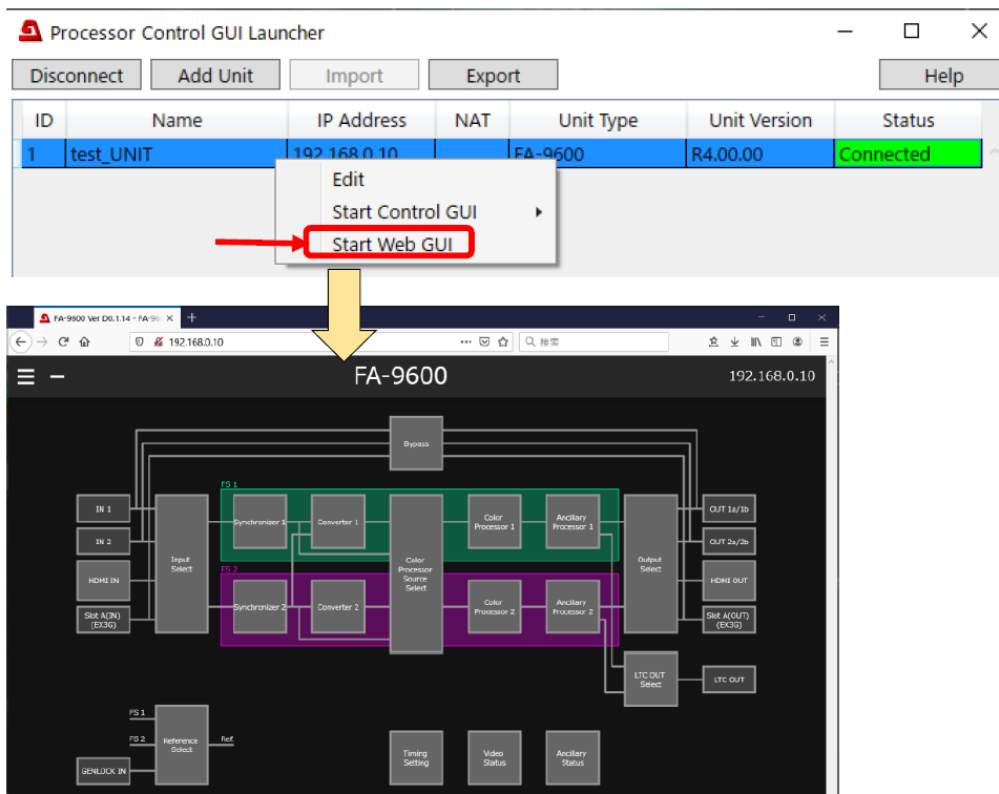 Processor Control GUI Launcher
Disconnect Add Unit Import Export Help
ID Name IP Address NAT Unit Type Unit Version Status
1 test_UNIT 192.168.0.10 FA-9600 R4.00.00 Connected
Edit
Start Control GUI
Start Web GUI
FA-9600 Ver D0.1.14 - FA-96
192.168.0.10 検索
FA-9600 192.168.0.10
Bypass
FS 1
IN 1
IN 2
HDMI IN
Slot A(IN)
(EX3G)
Input
Select
Synchronizer 1
Converter 1
Color
Processor
Source
Select
Color
Processor 1
Ancillary
Processor 1
FS 2
Synchronizer 2
Converter 2
Color
Processor 2
Ancillary
Processor 2
Output
Select
OUT 1a/1b
OUT 2a/2b
HDMI OUT
Slot A(OUT)
(EX3G)
LTC OUT
Select
LTC OUT
FS 1
FS 2
GENLOCK IN
Reference
Select
Ref.
Timing
Setting
Video
Status
Ancillary
Status